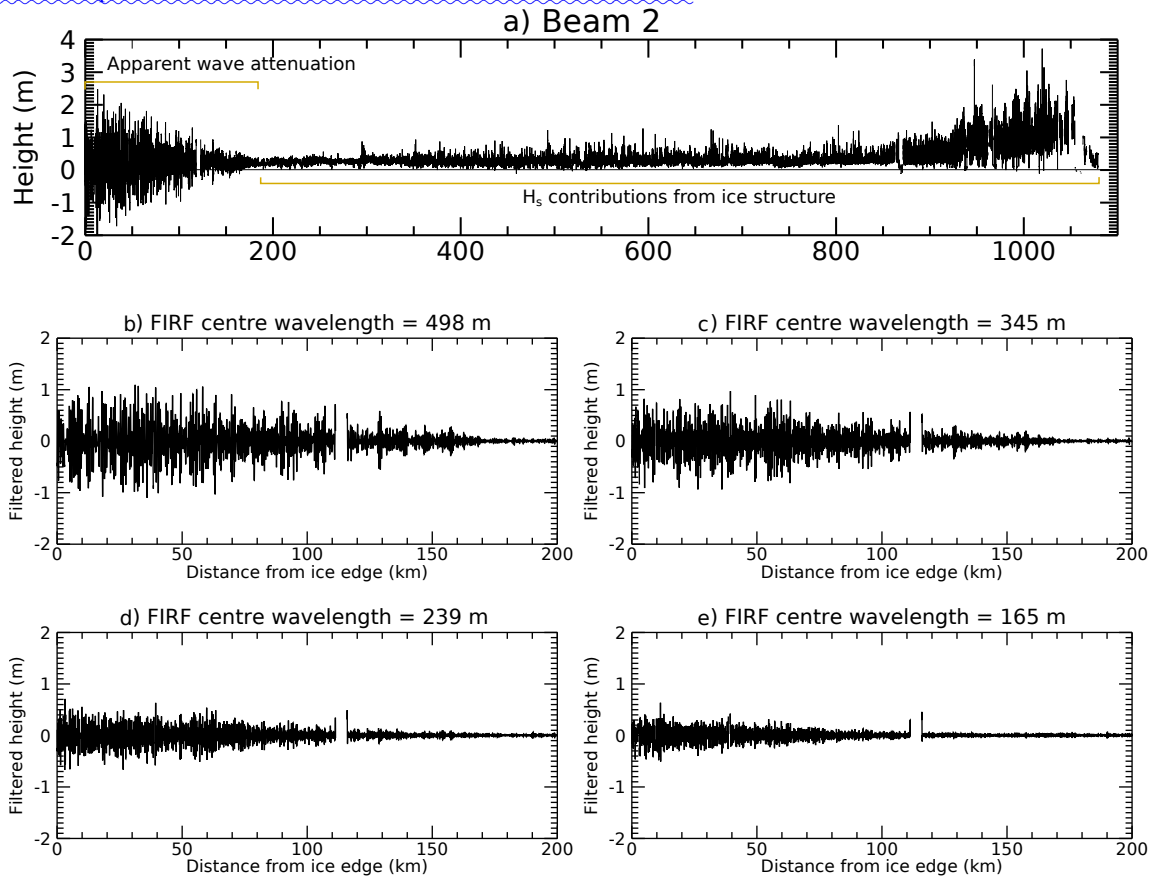 a) Beam 2
4
3
2
1
0
-1
-2
Height (m)
Apparent wave attenuation
Hₛ contributions from ice structure
0 200 400 600 800 1000
b) FIRF centre wavelength = 498 m
2
1
0
-1
-2
Filtered height (m)
0 50 100 150 200
Distance from ice edge (km)
c) FIRF centre wavelength = 345 m
2
1
0
-1
-2
Filtered height (m)
0 50 100 150 200
Distance from ice edge (km)
d) FIRF centre wavelength = 239 m
2
1
0
-1
-2
Filtered height (m)
0 50 100 150 200
Distance from ice edge (km)
e) FIRF centre wavelength = 165 m
2
1
0
-1
-2
Filtered height (m)
0 50 100 150 200
Distance from ice edge (km)